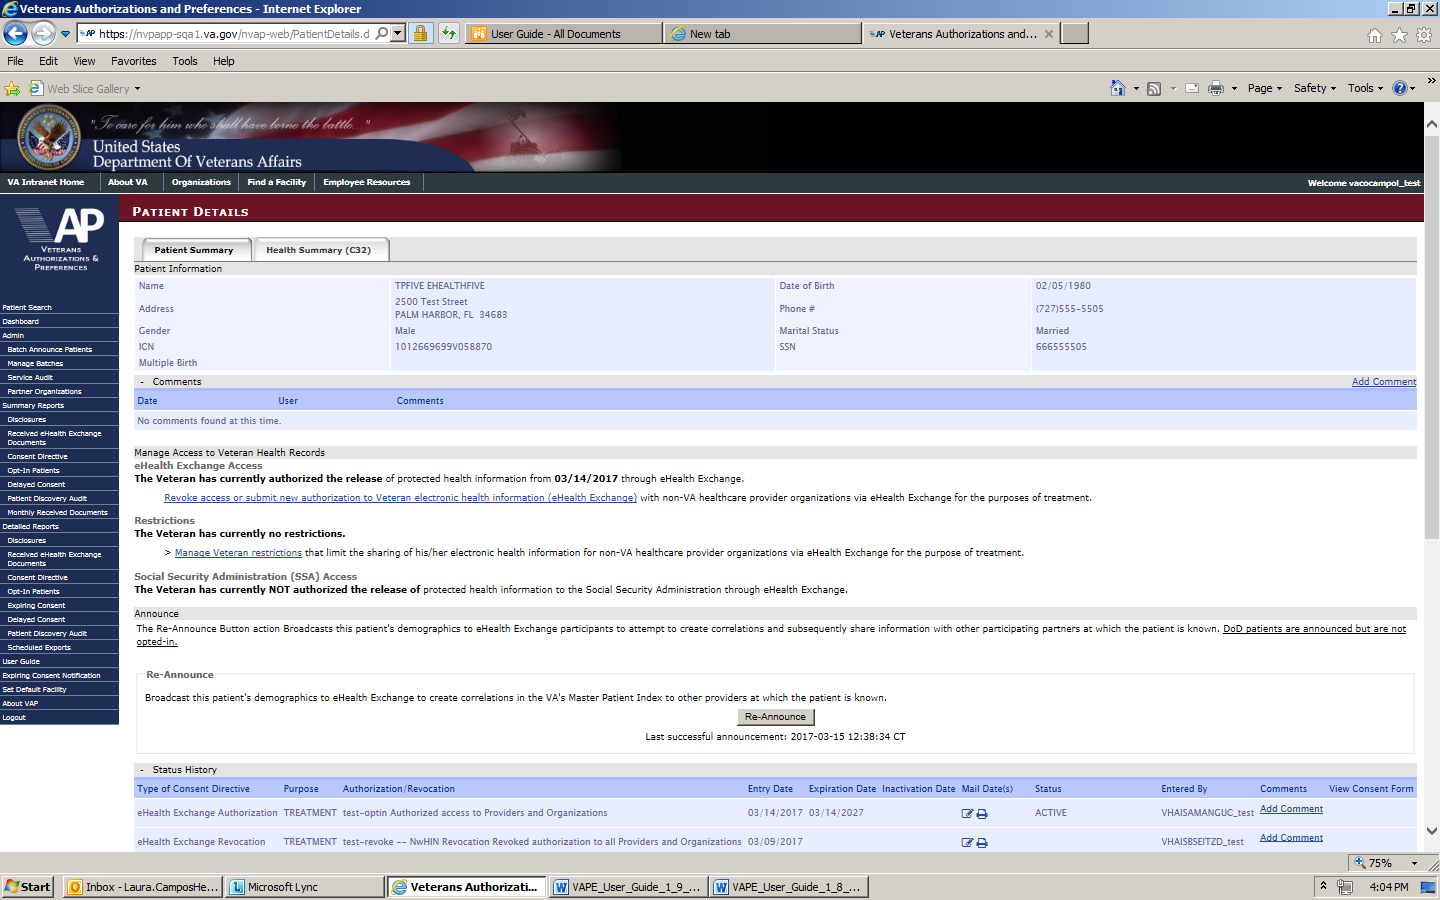 Veterans Authorizations and Preferences - Internet Explorer
https://nvpapp-sqa1.va.gov/nvap-web/PatientDetails.d
User Guide - All Documents
New tab
Veterans Authorizations and...
File Edit View Favorites Tools Help
Web Slice Gallery
Page Safety Tools
"To care for him who shall have borne the battle..."
United States
Department Of Veterans Affairs
VA Intranet Home About VA Organizations Find a Facility Employee Resources
Welcome vacocampol_test
AP
VETERANS
AUTHORIZATIONS &
PREFERENCES
Patient Search
Dashboard
Admin
Batch Announce Patients
Manage Batches
Service Audit
Partner Organizations
Summary Reports
Disclosures
Received eHealth Exchange
Documents
Consent Directive
Opt-In Patients
Delayed Consent
Patient Discovery Audit
Monthly Received Documents
Detailed Reports
Disclosures
Received eHealth Exchange
Documents
Consent Directive
Opt-In Patients
Expiring Consent
Delayed Consent
Patient Discovery Audit
Scheduled Exports
User Guide
Expiring Consent Notification
Set Default Facility
About VAP
Logout
PATIENT DETAILS
Patient Summary Health Summary (C32)
Patient Information
Name TPFIVE EHEALTHFIVE Date of Birth 02/05/1980
Address 2500 Test Street Phone # (727)555-5505
PALM HARBOR, FL 34683
Gender Male Marital Status Married
ICN 1012669699V058870 SSN 666555505
Multiple Birth
- Comments Add Comment
Date User Comments
No comments found at this time.
Manage Access to Veteran Health Records
eHealth Exchange Access
The Veteran has currently authorized the release of protected health information from 03/14/2017 through eHealth Exchange.
Revoke access or submit new authorization to Veteran electronic health information (eHealth Exchange) with non-VA healthcare provider organizations via eHealth Exchange for the purposes of treatment.
Restrictions
The Veteran has currently no restrictions.
> Manage Veteran restrictions that limit the sharing of his/her electronic health information for non-VA healthcare provider organizations via eHealth Exchange for the purpose of treatment.
Social Security Administration (SSA) Access
The Veteran has currently NOT authorized the release of protected health information to the Social Security Administration through eHealth Exchange.
Announce
The Re-Announce Button action Broadcasts this patient's demographics to eHealth Exchange participants to attempt to create correlations and subsequently share information with other participating partners at which the patient is known. DoD patients are announced but are not
opted-in.
Re-Announce
Broadcast this patient's demographics to eHealth Exchange to create correlations in the VA's Master Patient Index to other providers at which the patient is known.
Re-Announce
Last successful announcement: 2017-03-15 12:38:34 CT
- Status History
Type of Consent Directive Purpose Authorization/Revocation Entry Date Expiration Date Inactivation Date Mail Date(s) Status Entered By Comments View Consent Form
eHealth Exchange Authorization TREATMENT test-optin Authorized access to Providers and Organizations 03/14/2017 03/14/2027 ACTIVE VHAISAMANGUC_test Add Comment
eHealth Exchange Revocation TREATMENT test-revoke -- NwHIN Revocation Revoked authorization to all Providers and Organizations 03/09/2017 VHAISBSEITZD_test Add Comment
75%
Start Inbox - Laura.CamposHe... Microsoft Lync Veterans Authorizati... VAPE_User_Guide_1_9_... VAPE_User_Guide_1_8_... 4:04 PM